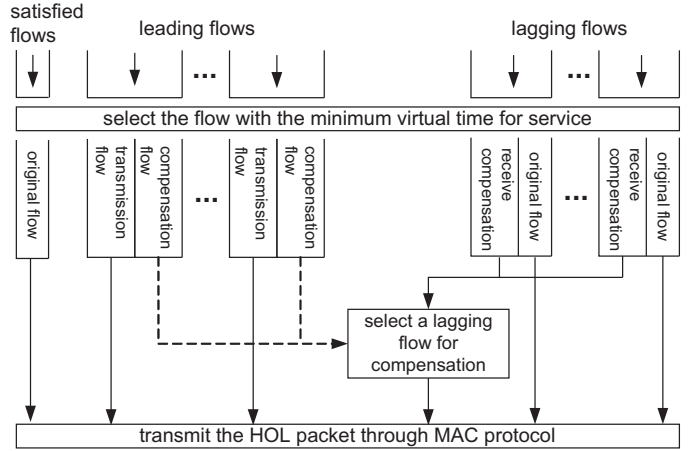 satisfied
flows
leading flows
lagging flows
...
...
select the flow with the minimum virtual time for service
original flow
transmission
flow
compensation
flow
...
transmission
flow
compensation
flow
receive
compensation
original flow
...
receive
compensation
original flow
select a lagging
flow for
compensation
transmit the HOL packet through MAC protocol